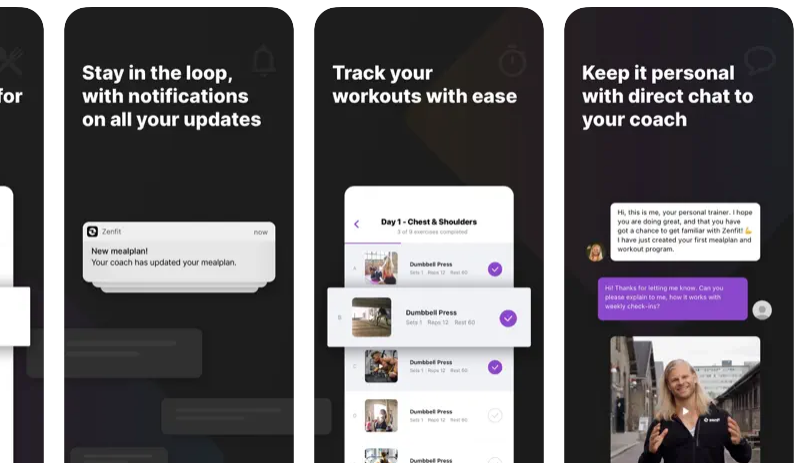 for
Stay in the loop,
with notifications
on all your updates
Zenfit
now
New mealplan!
Your coach has updated your mealplan.
Track your
workouts with ease
Day 1 - Chest & Shoulders
3 of 9 exercises completed
Dumbbell Press
Sets 1 Reps 12 Rest 60
B
Dumbbell Press
Sets 1 Reps 12 Rest 60
Dumbbell Press
Sets 1 Reps 12 Rest 60
Dumbbell Press
Sets 1 Reps 12 Rest 60
Dumbbell Press
Keep it personal
with direct chat to
your coach
Hi, this is me, your personal trainer. I hope
you are doing great, and that you have
got a chance to get familiar with Zenfit! 💪
I have just created your first mealplan and
workout program.
Hi! Thanks for letting me know. Can you
please explain to me, how it works with
weekly check-ins?